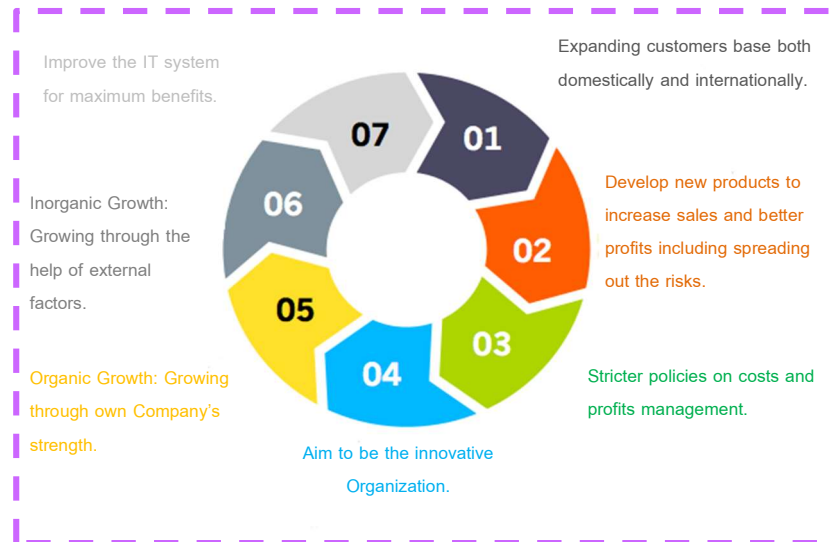 Expanding customers base both
domestically and internationally.
01
Develop new products to
increase sales and better
profits including spreading
out the risks.
02
Stricter policies on costs and
profits management.
03
Aim to be the innovative
Organization.
04
Organic Growth: Growing
through own Company’s
strength.
05
Inorganic Growth:
Growing through the
help of external
factors.
06
Improve the IT system
for maximum benefits.
07